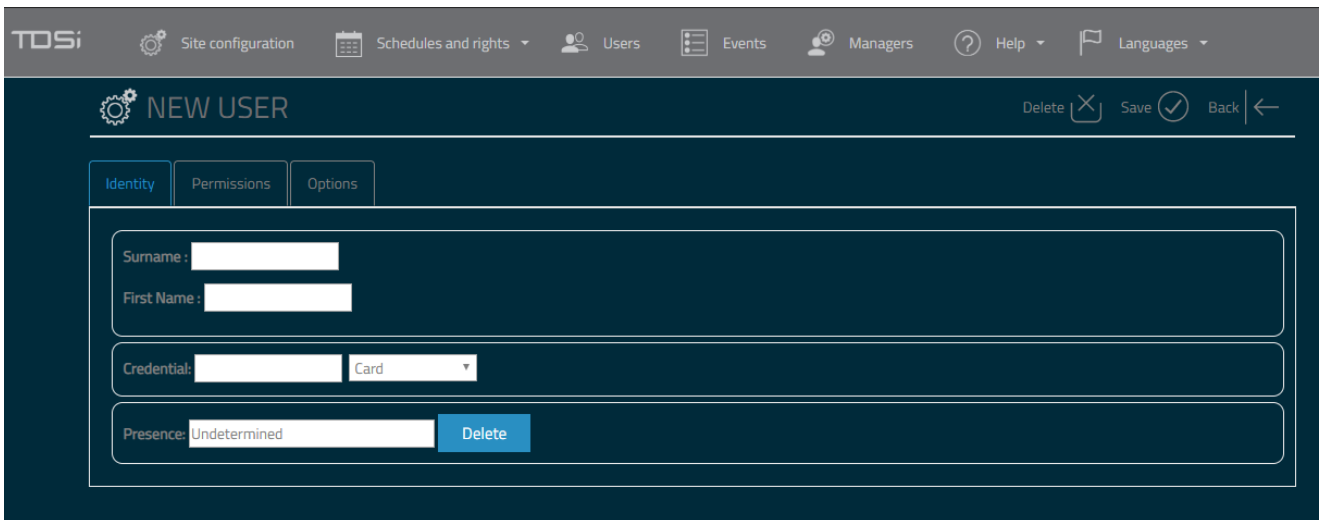 TDSi Site configuration Schedules and rights Users Events Managers Help Languages
NEW USER Delete Save Back
Identity Permissions Options
Surname :
First Name :
Credential: Card
Presence: Undetermined Delete